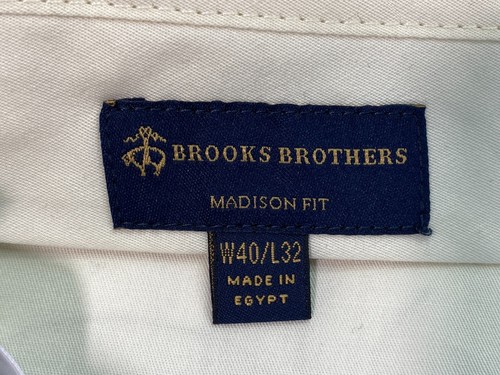 BROOKS BROTHERS
MADISON FIT
W40/L32
MADE IN
EGYPT